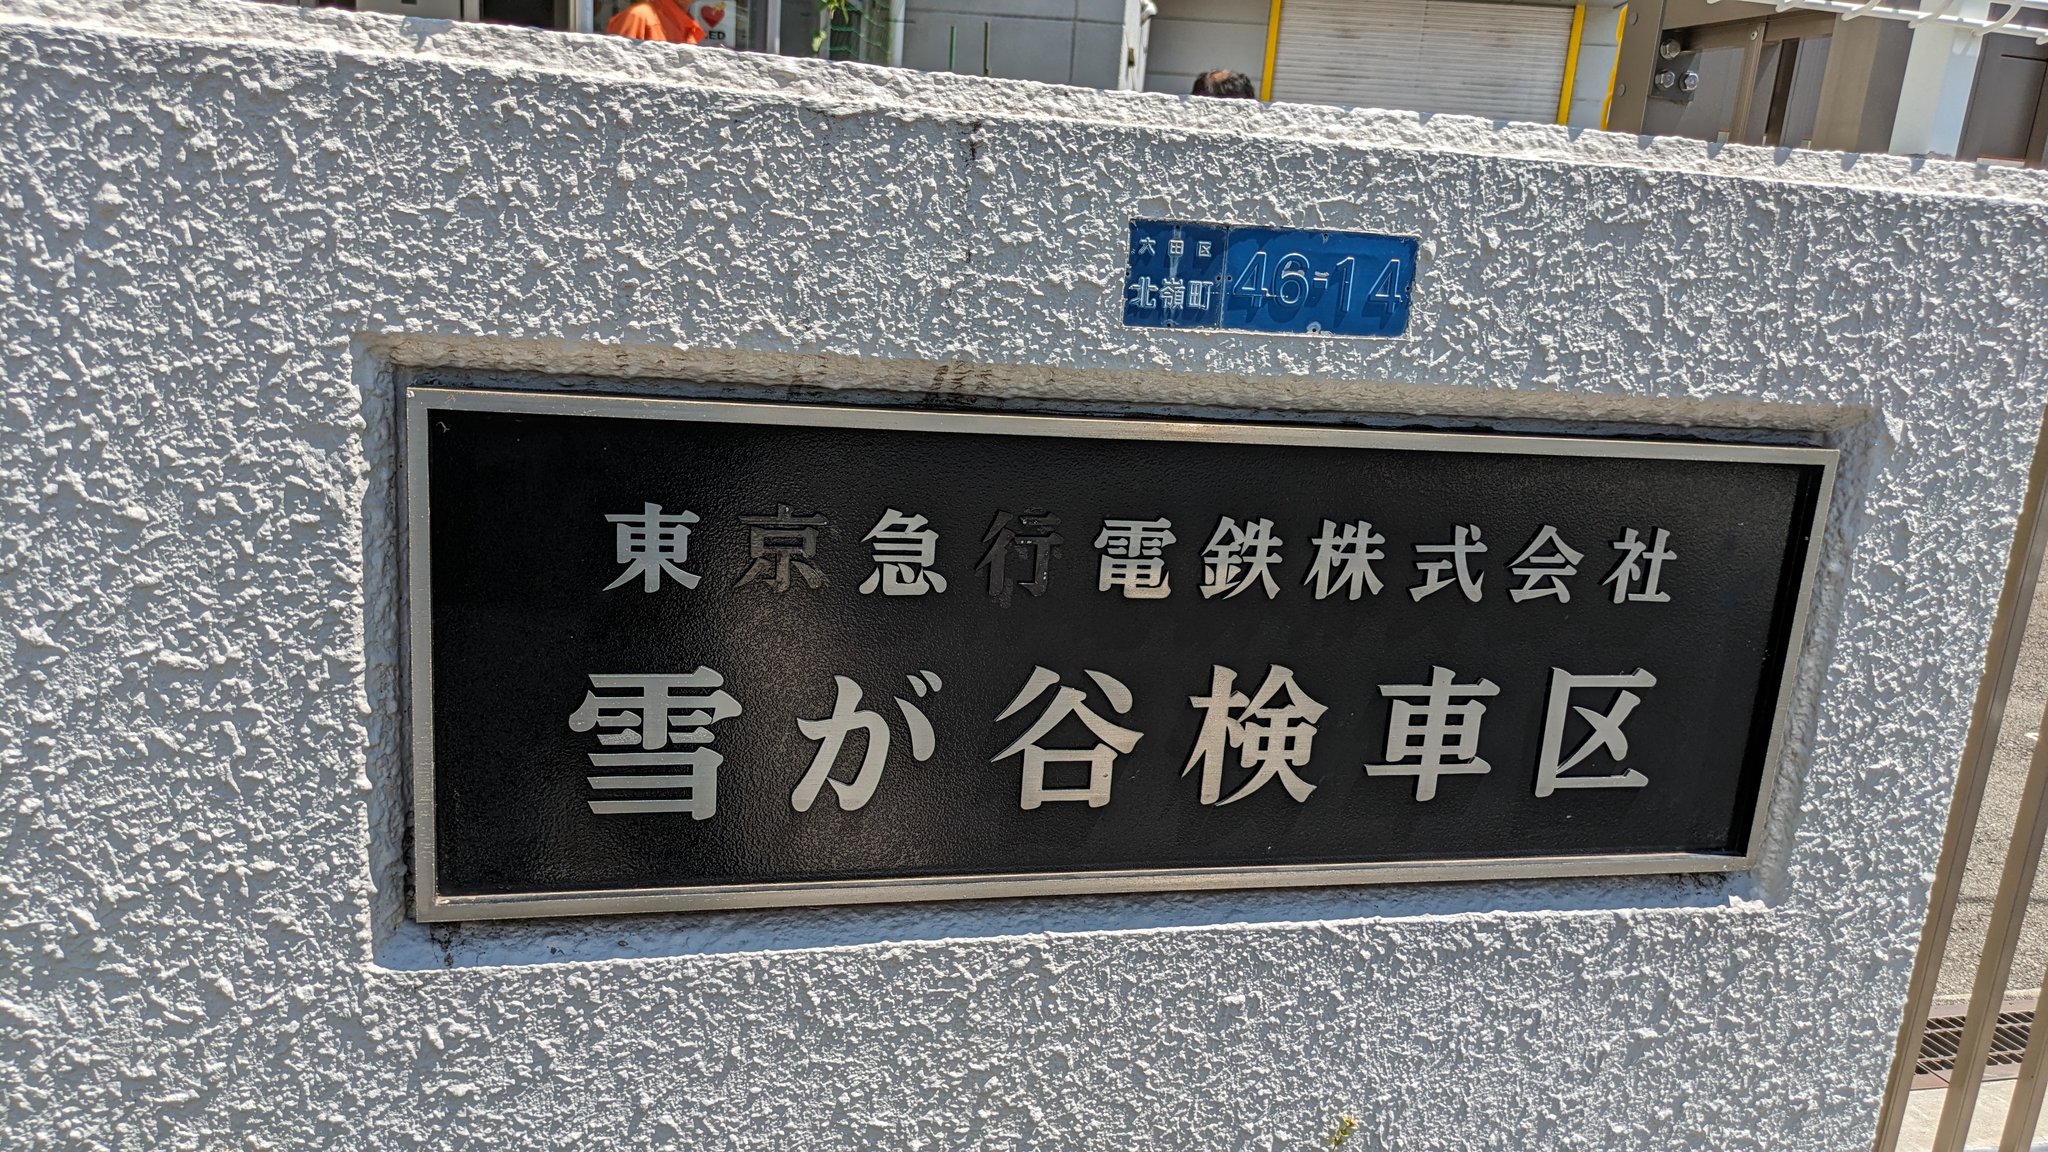 大田区
北嶺町
46-14
東京急行電鉄株式会社
雪が谷検車区